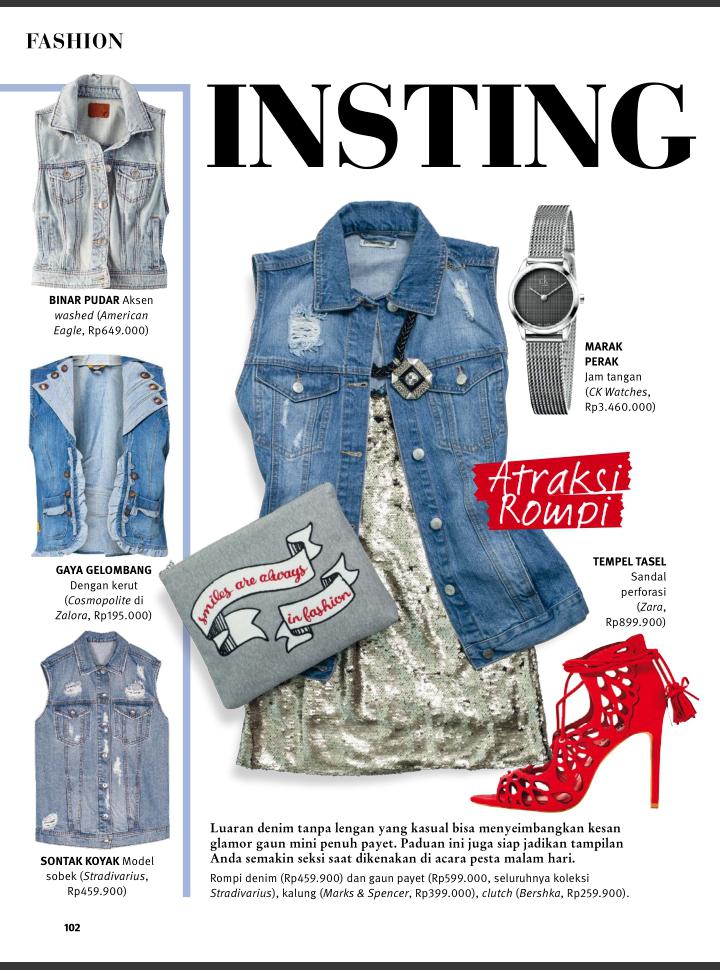 FASHION
INSTING
BINAR PUDAR Aksen
washed (American
Eagle, Rp649.000)
GAYA GELOMBANG
Dengan kerut
(Cosmopolite di
Zalora, Rp195.000)
SONTAK KOYAK Model
sobek (Stradivarius,
Rp459.900)
MARAK
PERAK
Jam tangan
(CK Watches,
Rp3.460.000)
Atraksi
Rompi
smiles are always
in fashion
TEMPEL TASEL
Sandal
perforasi
(Zara,
Rp899.900)
Luaran denim tanpa lengan yang kasual bisa menyeimbangkan kesan
glamor gaun mini penuh payet. Paduan ini juga siap jadikan tampilan
Anda semakin seksi saat dikenakan di acara pesta malam hari.
Rompi denim (Rp459.900) dan gaun payet (Rp599.000, seluruhnya koleksi
Stradivarius), kalung (Marks & Spencer, Rp399.000), clutch (Bershka, Rp259.900).
102